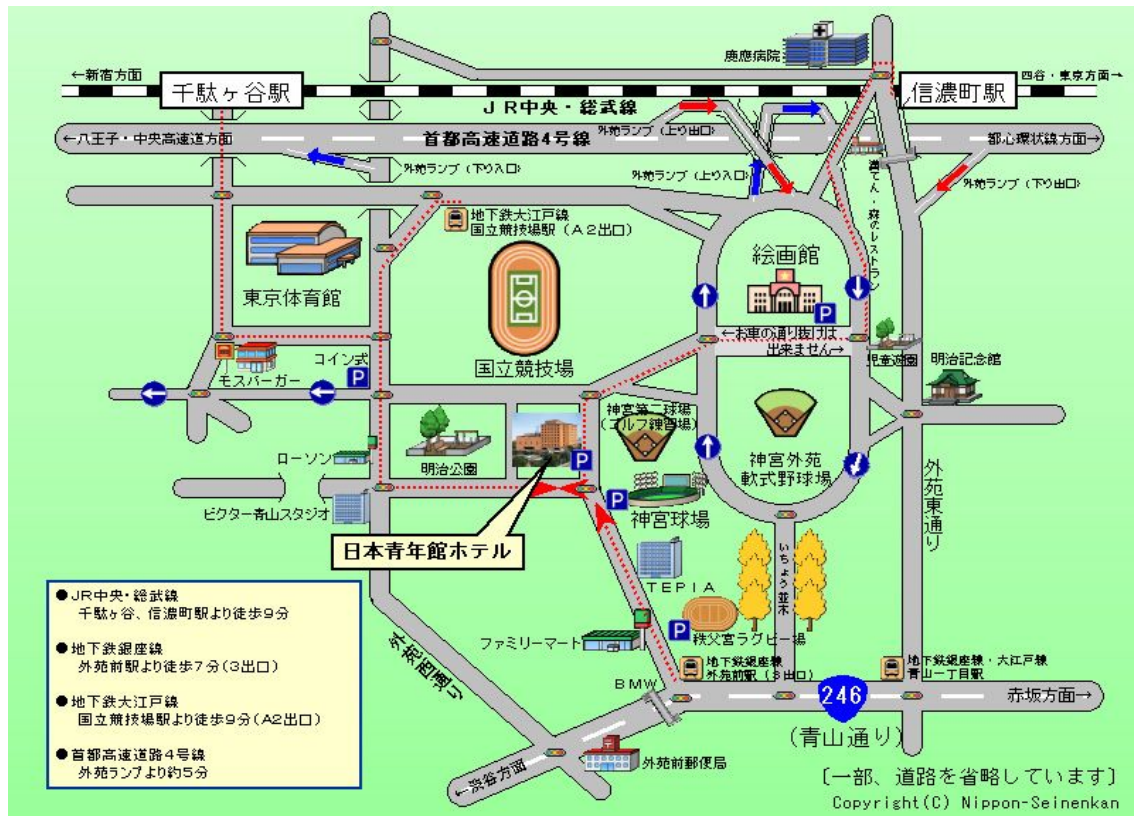 慶應病院
←新宿方面
千駄ヶ谷駅
信濃町駅
四谷・東京方面→
JR中央・総武線
←八王子・中央高速道方面
首都高速道路4号線
外苑ランプ(上り出口)
都心環状線方面→
外苑ランプ(下り入口)
外苑ランプ(上り入口)
外苑ランプ(下り出口)
森のレストラン
地下鉄大江戸線
国立競技場駅(A2出口)
東京体育館
絵画館
P
←お車の通り抜けは
出来ません→
児童遊園
明治記念館
モスバーガー
コイン式
P
国立競技場
神宮第二球場
(ゴルフ練習場)
明治公園
P
ローソン
ビクター青山スタジオ
神宮外苑
軟式野球場
外苑東通り
P
神宮球場
日本青年館ホテル
TEPIA
いちょう並木
ファミリーマート
P
秩父宮ラグビー場
外苑西通り
地下鉄銀座線
外苑前駅(3出口)
地下鉄銀座線・大江戸線
青山一丁目駅
BMW
246
赤坂方面→
(青山通り)
←渋谷方面
外苑前郵便局
●JR中央・総武線
千駄ヶ谷、信濃町駅より徒歩9分
●地下鉄銀座線
外苑前駅より徒歩7分(3出口)
●地下鉄大江戸線
国立競技場駅より徒歩9分(A2出口)
●首都高速道路4号線
外苑ランプより約5分
〔一部、道路を省略しています〕
Copyright(C) Nippon-Seinenkan